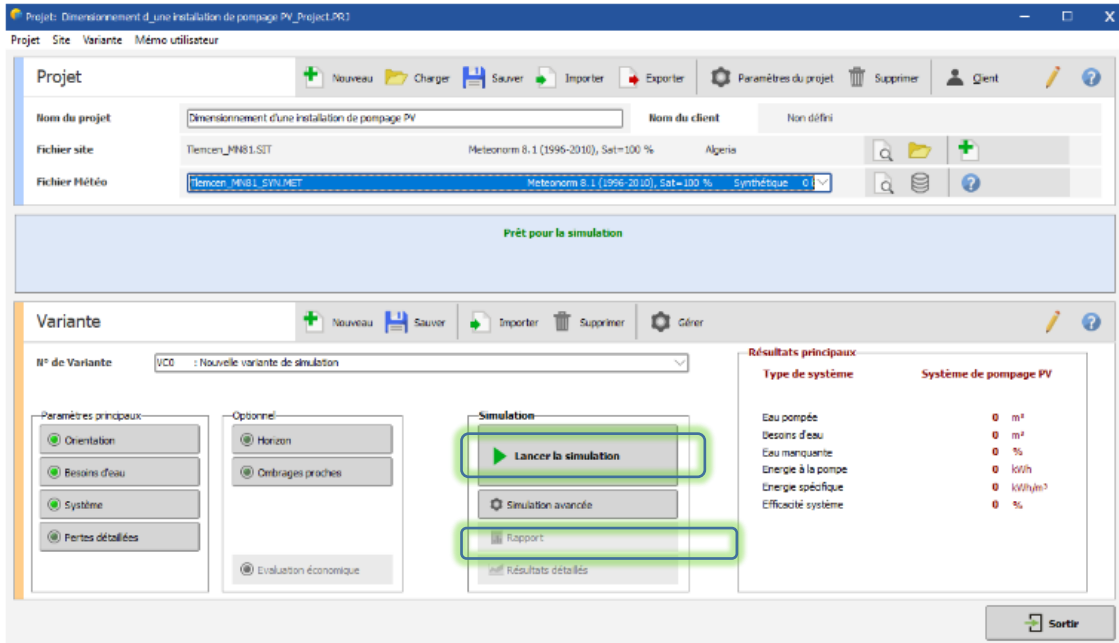 Projet: Dimensionnement d_une installation de pompage PV_Project.PRJ
Projet Site Variante Mémo utilisateur
Projet Nouveau Charger Sauver Importer Exporter Paramètres du projet Supprimer Client
Nom du projet Dimensionnement d'une installation de pompage PV Nom du client Non défini
Fichier site Tlemcen_MN81.SIT Meteonorm 8.1 (1996-2010), Sat=100 % Algeria
Fichier Météo Tlemcen_MN81_SYN.MET Meteonorm 8.1 (1996-2010), Sat=100 % Synthétique 0
Prêt pour la simulation
Variante Nouveau Sauver Importer Supprimer Gérer
N° de Variante VC0 : Nouvelle variante de simulation
Résultats principaux
Type de système Système de pompage PV
Paramètres principaux Optionnel Simulation
Eau pompée 0 m³
Orientation Horizon
Besoins d'eau 0 m³
Lancer la simulation
Eau manquante 0 %
Besoins d'eau Ombrages proches
Energie à la pompe 0 kWh
Energie spécifique 0 kWh/m³
Système Simulation avancée
Efficacité système 0 %
Pertes détaillées Rapport
Evaluation économique Résultats détaillés
Sortir